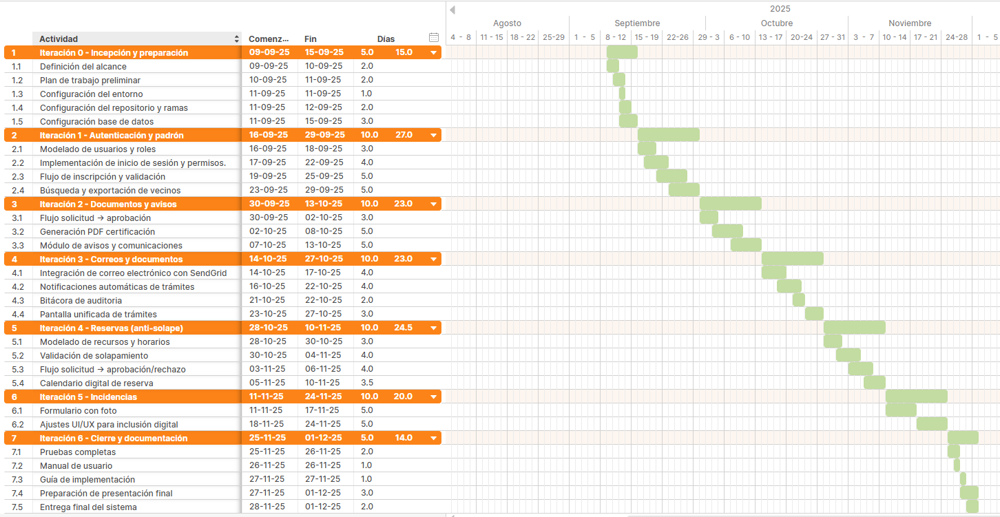 2025
Agosto Septiembre Octubre Noviembre
Actividad Comenz... Fin Días 4 - 8 11 - 15 18 - 22 25-29 1 - 5 8 - 12 15 - 19 22-26 29 - 3 6 - 10 13 - 17 20-24 27 - 31 3 - 7 10 - 14 17 - 21 24-28 1 - 5
1 Iteración 0 - Incepción y preparación 09-09-25 15-09-25 5.0 15.0
1.1 Definición del alcance 09-09-25 10-09-25 2.0
1.2 Plan de trabajo preliminar 10-09-25 11-09-25 2.0
1.3 Configuración del entorno 11-09-25 11-09-25 1.0
1.4 Configuración del repositorio y ramas 11-09-25 12-09-25 2.0
1.5 Configuración base de datos 11-09-25 15-09-25 3.0
2 Iteración 1 - Autenticación y padrón 16-09-25 29-09-25 10.0 27.0
2.1 Modelado de usuarios y roles 16-09-25 18-09-25 3.0
2.2 Implementación de inicio de sesión y permisos. 17-09-25 22-09-25 4.0
2.3 Flujo de inscripción y validación 19-09-25 25-09-25 5.0
2.4 Búsqueda y exportación de vecinos 23-09-25 29-09-25 5.0
3 Iteración 2 - Documentos y avisos 30-09-25 13-10-25 10.0 23.0
3.1 Flujo solicitud → aprobación 30-09-25 02-10-25 3.0
3.2 Generación PDF certificación 02-10-25 08-10-25 5.0
3.3 Módulo de avisos y comunicaciones 07-10-25 13-10-25 5.0
4 Iteración 3 - Correos y documentos 14-10-25 27-10-25 10.0 23.0
4.1 Integración de correo electrónico con SendGrid 14-10-25 17-10-25 4.0
4.2 Notificaciones automáticas de trámites 16-10-25 22-10-25 4.0
4.3 Bitácora de auditoria 21-10-25 22-10-25 2.0
4.4 Pantalla unificada de trámites 23-10-25 27-10-25 3.0
5 Iteración 4 - Reservas (anti-solape) 28-10-25 10-11-25 10.0 24.5
5.1 Modelado de recursos y horarios 28-10-25 30-10-25 3.0
5.2 Validación de solapamiento 30-10-25 04-11-25 4.0
5.3 Flujo solicitud → aprobación/rechazo 03-11-25 06-11-25 4.0
5.4 Calendario digital de reserva 05-11-25 10-11-25 3.5
6 Iteración 5 - Incidencias 11-11-25 24-11-25 10.0 20.0
6.1 Formulario con foto 11-11-25 17-11-25 5.0
6.2 Ajustes UI/UX para inclusión digital 18-11-25 24-11-25 5.0
7 Iteración 6 - Cierre y documentación 25-11-25 01-12-25 5.0 14.0
7.1 Pruebas completas 25-11-25 26-11-25 2.0
7.2 Manual de usuario 26-11-25 26-11-25 1.0
7.3 Guía de implementación 27-11-25 27-11-25 1.0
7.4 Preparación de presentación final 27-11-25 01-12-25 3.0
7.5 Entrega final del sistema 28-11-25 01-12-25 2.0